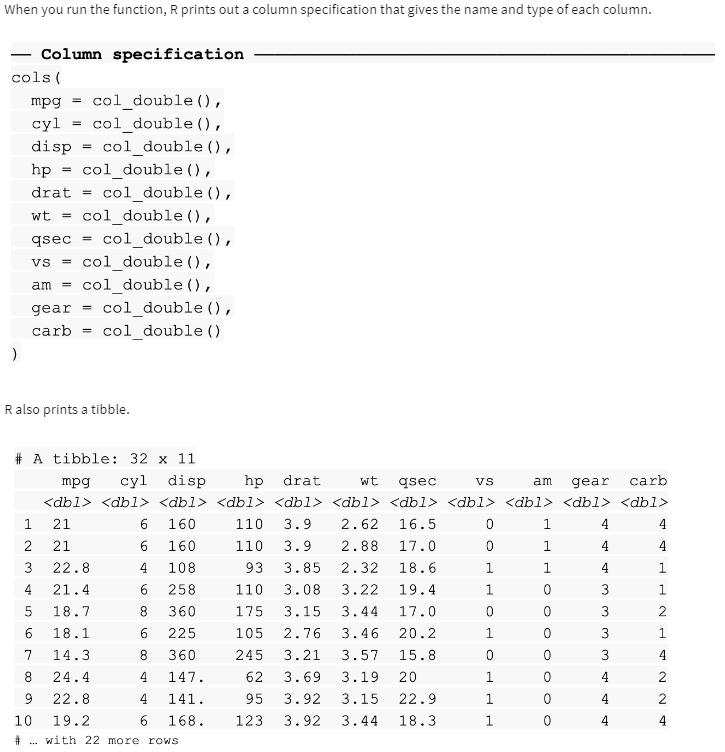 When you run the function, R prints out a column specification that gives the name and type of each column.
── Column specification ──
cols(
  mpg = col_double(),
  cyl = col_double(),
  disp = col_double(),
  hp = col_double(),
  drat = col_double(),
  wt = col_double(),
  qsec = col_double(),
  vs = col_double(),
  am = col_double(),
  gear = col_double(),
  carb = col_double()
)
R also prints a tibble.
# A tibble: 32 x 11
     mpg   cyl  disp    hp  drat    wt  qsec    vs    am  gear  carb
   <dbl> <dbl> <dbl> <dbl> <dbl> <dbl> <dbl> <dbl> <dbl> <dbl> <dbl>
 1  21       6  160    110  3.9   2.62  16.5     0     1     4     4
 2  21       6  160    110  3.9   2.88  17.0     0     1     4     4
 3  22.8     4  108     93  3.85  2.32  18.6     1     1     4     1
 4  21.4     6  258    110  3.08  3.22  19.4     1     0     3     1
 5  18.7     8  360    175  3.15  3.44  17.0     0     0     3     2
 6  18.1     6  225    105  2.76  3.46  20.2     1     0     3     1
 7  14.3     8  360    245  3.21  3.57  15.8     0     0     3     4
 8  24.4     4  147.    62  3.69  3.19  20       1     0     4     2
 9  22.8     4  141.    95  3.92  3.15  22.9     1     0     4     2
10  19.2     6  168.   123  3.92  3.44  18.3     1     0     4     4
# … with 22 more rows